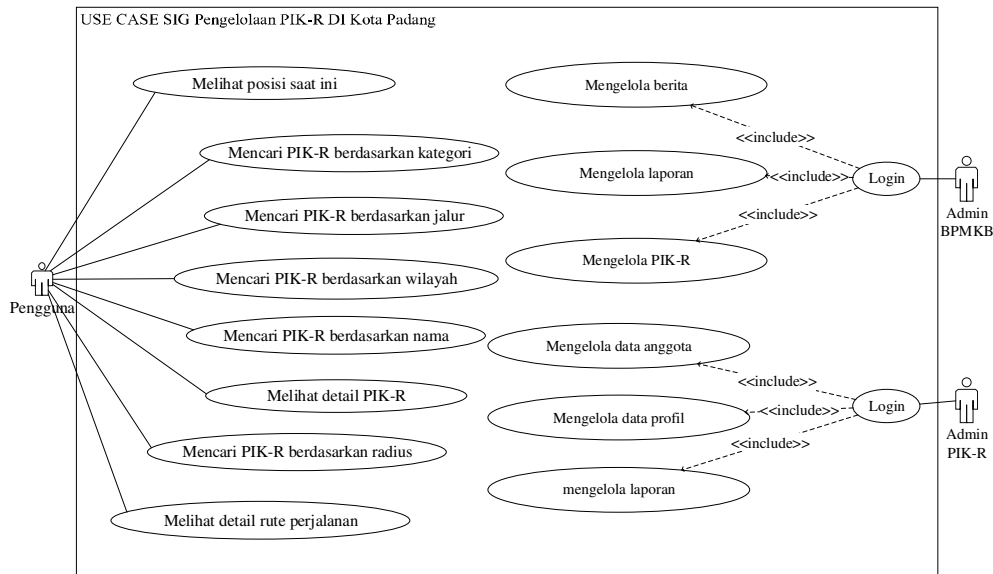 USE CASE SIG Pengelolaan PIK-R DI Kota Padang
Melihat posisi saat ini
Mencari PIK-R berdasarkan kategori
Mencari PIK-R berdasarkan jalur
Mencari PIK-R berdasarkan wilayah
Mencari PIK-R berdasarkan nama
Melihat detail PIK-R
Mencari PIK-R berdasarkan radius
Melihat detail rute perjalanan
Pengguna
Mengelola berita
Mengelola laporan
Mengelola PIK-R
<<include>>
<<include>>
<<include>>
Login
Admin
BPMKB
Mengelola data anggota
Mengelola data profil
mengelola laporan
<<include>>
<<include>>
<<include>>
Login
Admin
PIK-R